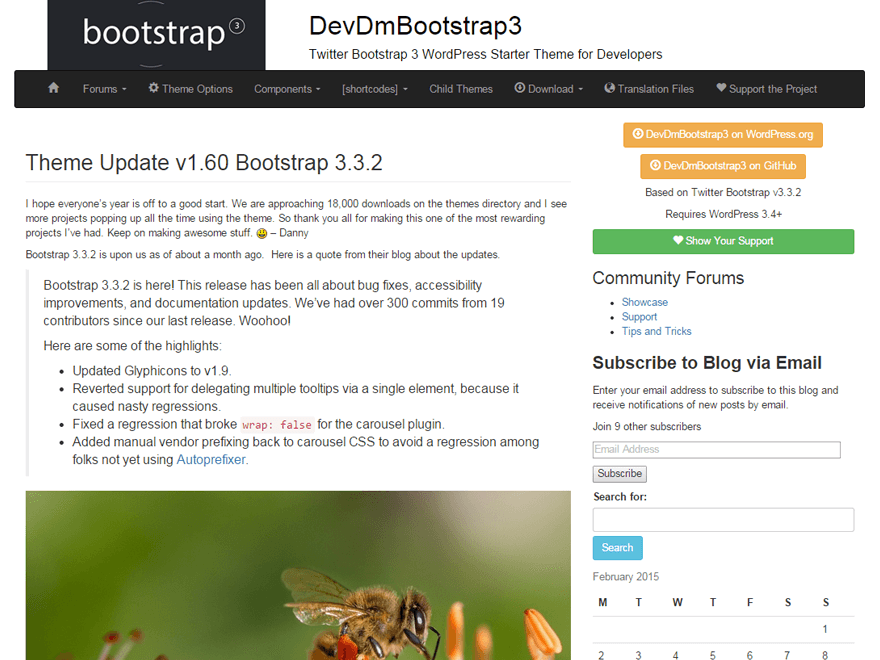 bootstrap 3
DevDmBootstrap3
Twitter Bootstrap 3 WordPress Starter Theme for Developers
Forums Theme Options Components [shortcodes] Child Themes Download Translation Files Support the Project
Theme Update v1.60 Bootstrap 3.3.2
I hope everyone's year is off to a good start. We are approaching 18,000 downloads on the themes directory and I see
more projects popping up all the time using the theme. So thank you all for making this one of the most rewarding
projects I've had. Keep on making awesome stuff. 😀 – Danny
Bootstrap 3.3.2 is upon us as of about a month ago. Here is a quote from their blog about the updates.
Bootstrap 3.3.2 is here! This release has been all about bug fixes, accessibility
improvements, and documentation updates. We've had over 300 commits from 19
contributors since our last release. Woohoo!
Here are some of the highlights:
• Updated Glyphicons to v1.9.
• Reverted support for delegating multiple tooltips via a single element, because it
caused nasty regressions.
• Fixed a regression that broke wrap: false for the carousel plugin.
• Added manual vendor prefixing back to carousel CSS to avoid a regression among
folks not yet using Autoprefixer.
DevDmBootstrap3 on WordPress.org
DevDmBootstrap3 on GitHub
Based on Twitter Bootstrap v3.3.2
Requires WordPress 3.4+
Show Your Support
Community Forums
• Showcase
• Support
• Tips and Tricks
Subscribe to Blog via Email
Enter your email address to subscribe to this blog and
receive notifications of new posts by email.
Join 9 other subscribers
Email Address
Subscribe
Search for:
Search
February 2015
M T W T F S S
1
2 3 4 5 6 7 8